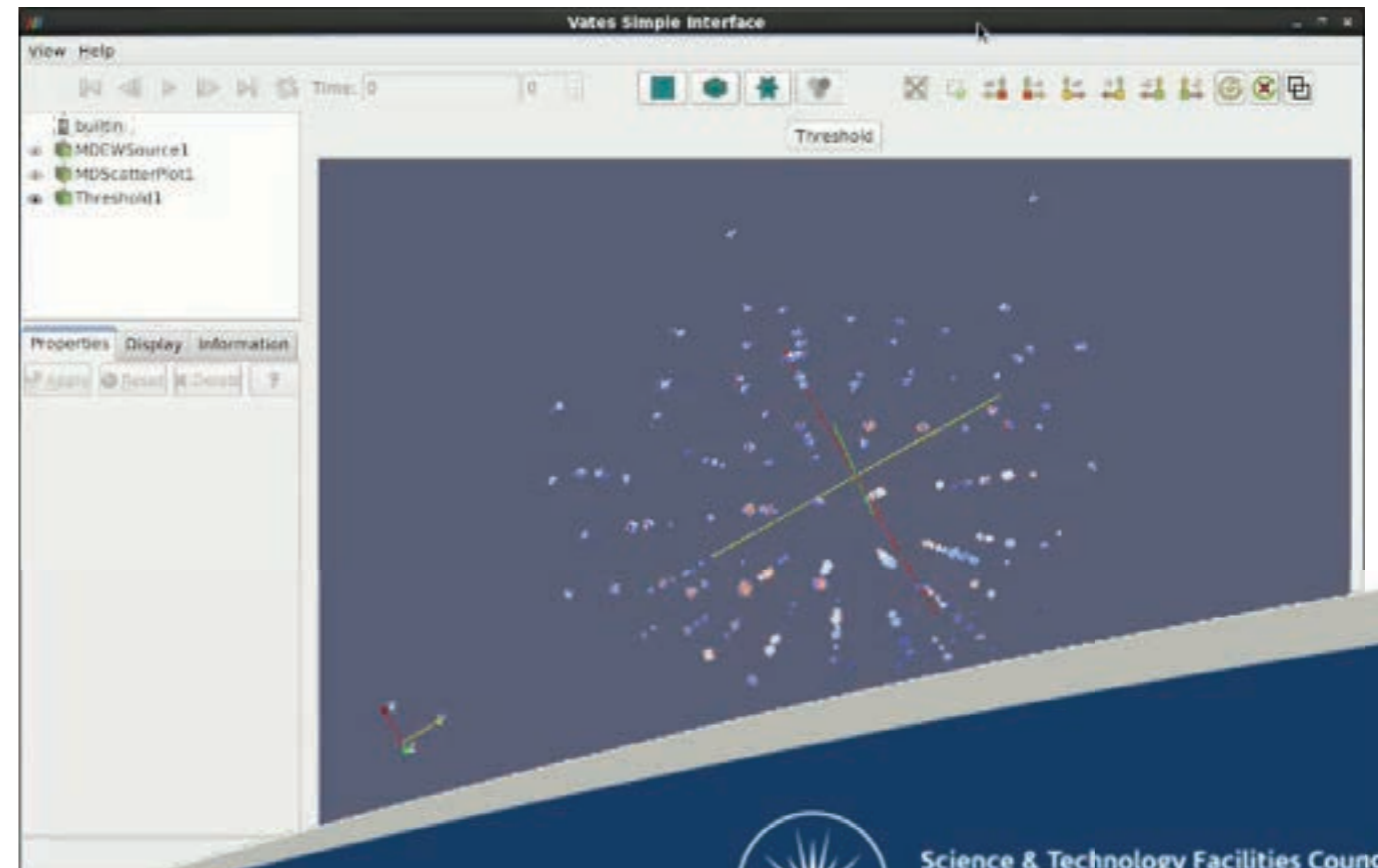 Vates Simple Interface
View Help
Time: 0 0
builtin:
MDEWSource1
MDScatterPlot1
Threshold1
Threshold
Properties Display Information
Apply Reset Delete ?
Science & Technology Facilities Counc